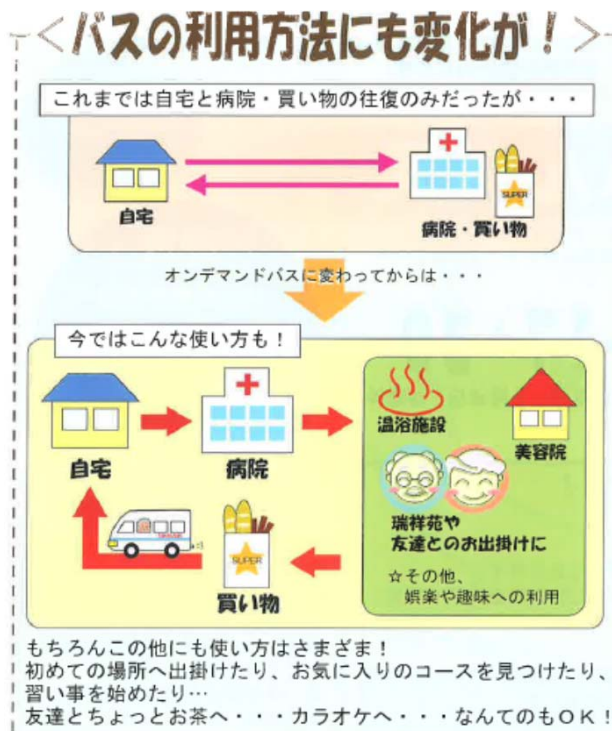 ＜バスの利用方法にも変化が！＞
これまでは自宅と病院・買い物の往復のみだったが・・・
自宅
SUPER
病院・買い物
オンデマンドバスに変わってからは・・・
今ではこんな使い方も！
自宅
病院
温浴施設
美容院
瑞祥苑や
友達とのお出掛けに
☆その他、
娯楽や趣味への利用
SUPER
買い物
もちろんこの他にも使い方はさまざま！
初めての場所へ出掛けたり、お気に入りのコースを見つけたり、
習い事を始めたり…
友達とちょっとお茶へ・・・カラオケへ・・・なんてのもＯＫ！